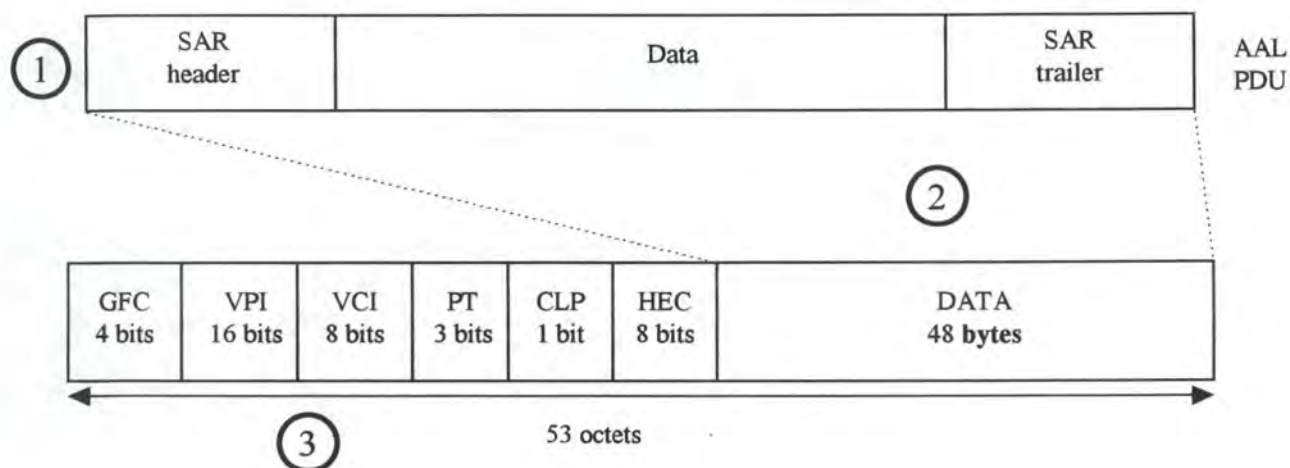 1
SAR
header
Data
SAR
trailer
AAL
PDU
2
GFC
4 bits
VPI
16 bits
VCI
8 bits
PT
3 bits
CLP
1 bit
HEC
8 bits
DATA
48 bytes
3
53 octets